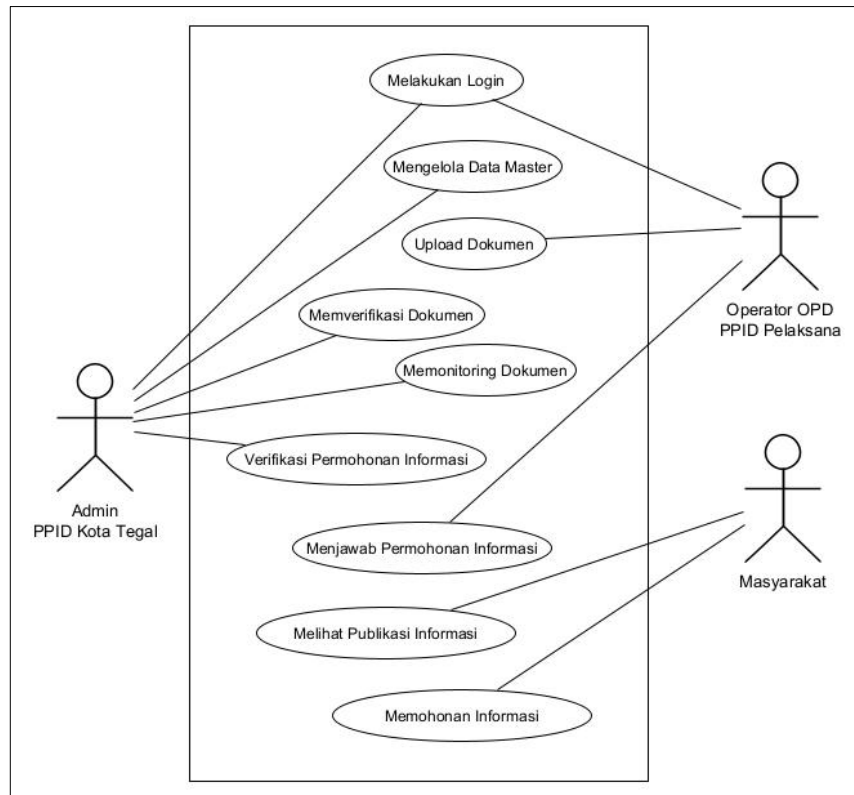 Melakukan Login
Mengelola Data Master
Upload Dokumen
Operator OPD
PPID Pelaksana
Memverifikasi Dokumen
Memonitoring Dokumen
Verifikasi Permohonan Informasi
Admin
PPID Kota Tegal
Menjawab Permohonan Informasi
Masyarakat
Melihat Publikasi Informasi
Memohonan Informasi